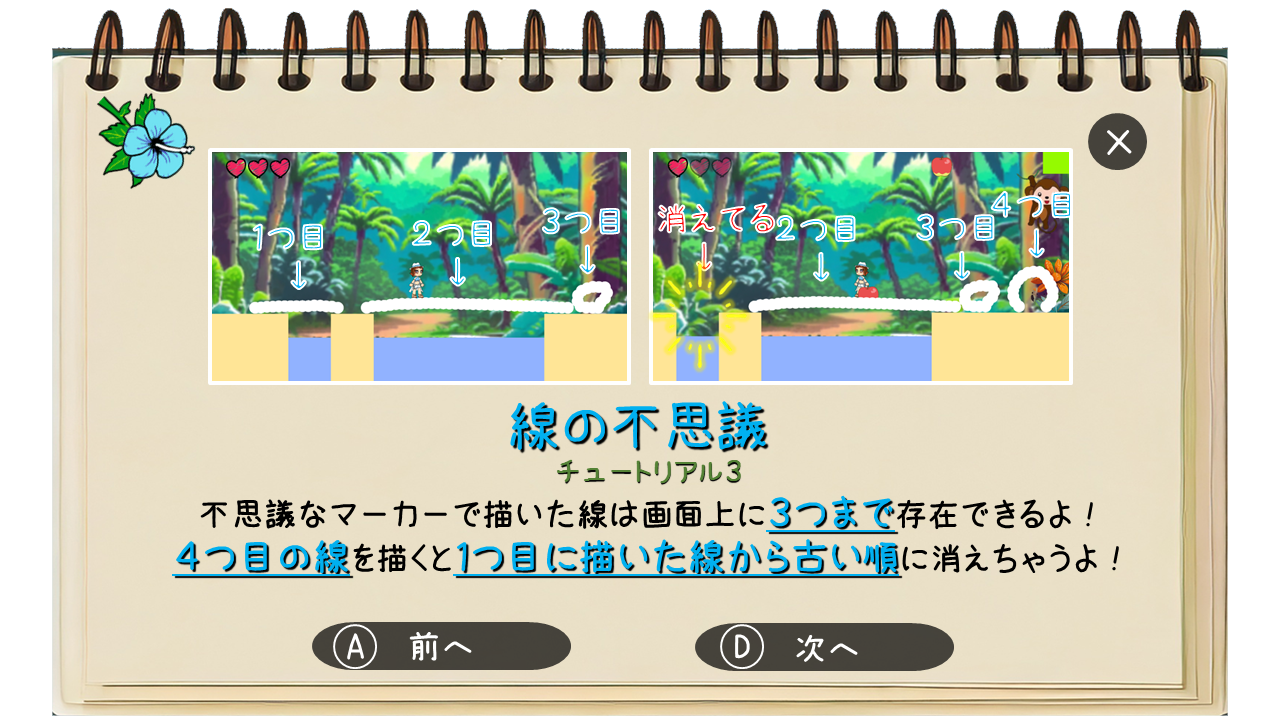 1つ目
↓
2つ目
↓
3つ目
↓
消えてる
↓
2つ目
↓
3つ目
↓
4つ目
↓
線の不思議
チュートリアル3
不思議なマーカーで描いた線は画面上に3つまで存在できるよ!
4つ目の線を描くと1つ目に描いた線から古い順に消えちゃうよ!
A 前へ
D 次へ